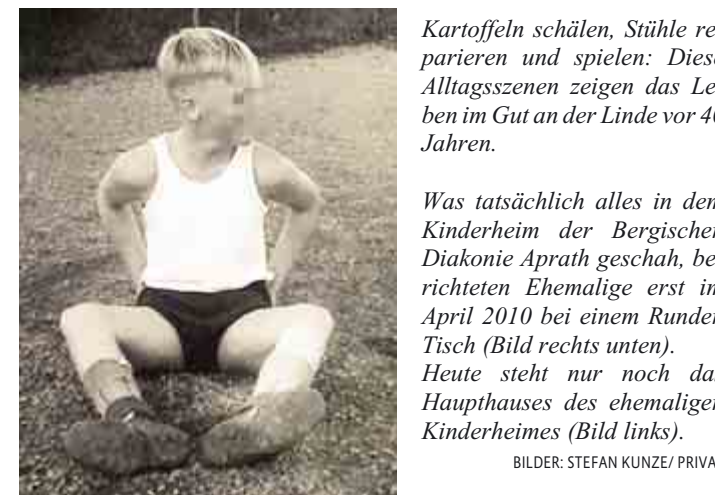 Kartoffeln schälen, Stühle re
parieren und spielen: Dies
Alltagsszenen zeigen das Le
ben im Gut an der Linde vor 40
Jahren.
Was tatsächlich alles in dem
Kinderheim der Bergischen
Diakonie Aprath geschah, be
richteten Ehemalige erst im
April 2010 bei einem Runden
Tisch (Bild rechts unten).
Heute steht nur noch das
Haupthauses des ehemaligen
Kinderheimes (Bild links).
BILDER: STEFAN KUNZE/ PRIVA